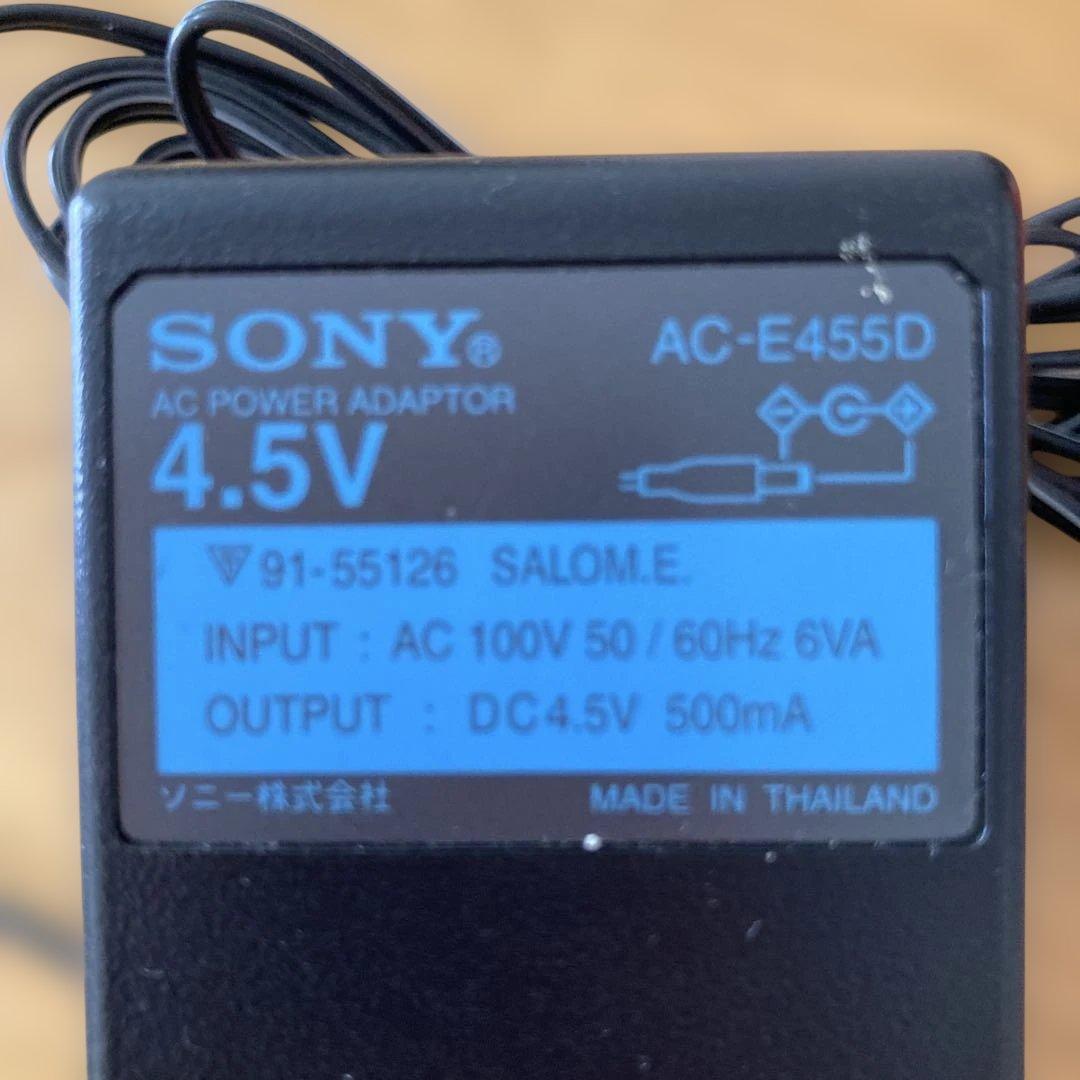 SONY® AC-E455D
AC POWER ADAPTOR
4.5V
91-55126 SALOM.E.
INPUT : AC 100V 50 / 60Hz 6VA
OUTPUT : DC4.5V 500mA
ソニー株式会社 MADE IN THAILAND